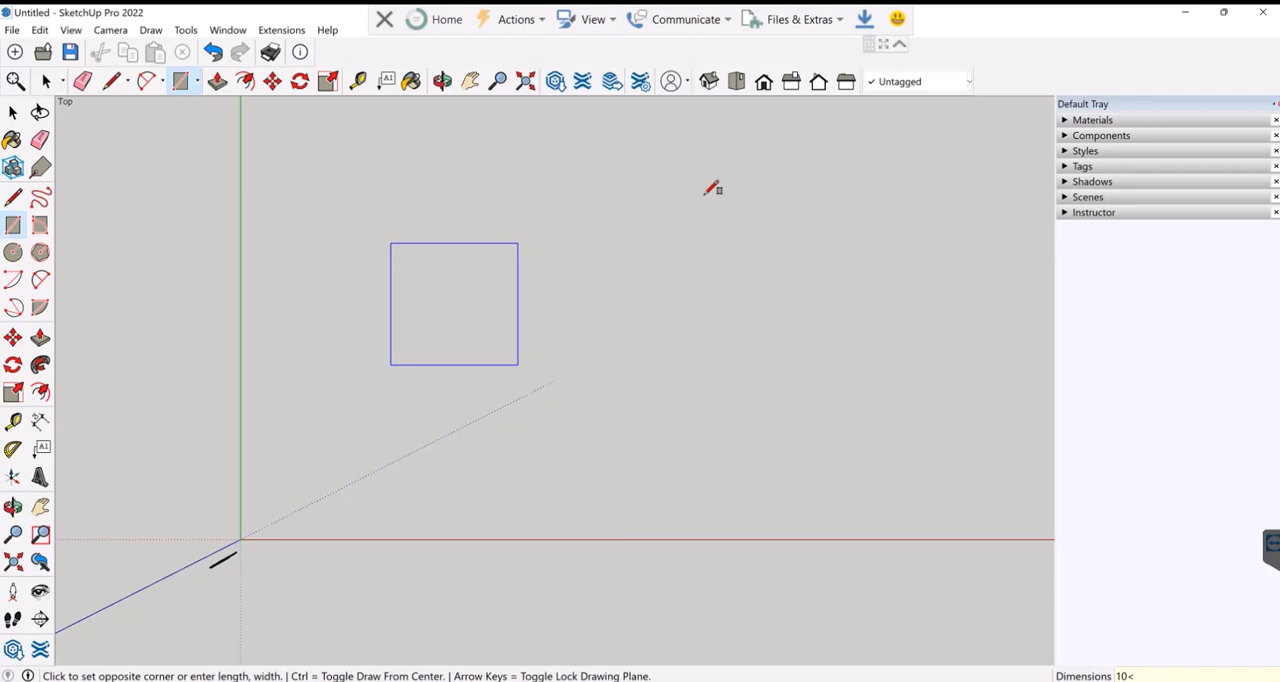 Untitled - SketchUp Pro 2022
Home Actions View Communicate Files & Extras
File Edit View Camera Draw Tools Window Extensions Help
A1
✓ Untagged
Top
Default Tray
Materials
Components
Styles
Tags
Shadows
Scenes
Instructor
A1
Click to set opposite corner or enter length, width. | Ctrl = Toggle Draw From Center. | Arrow Keys = Toggle Lock Drawing Plane.
Dimensions 10<